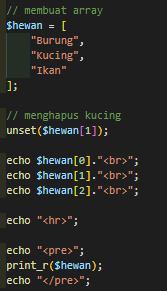 // membuat array
$hewan = [
    "Burung",
    "Kucing",
    "Ikan"
];
// menghapus kucing
unset($hewan[1]);
echo $hewan[0]."<br>";
echo $hewan[1]."<br>";
echo $hewan[2]."<br>";
echo "<hr>";
echo "<pre>";
print_r($hewan);
echo "</pre>";